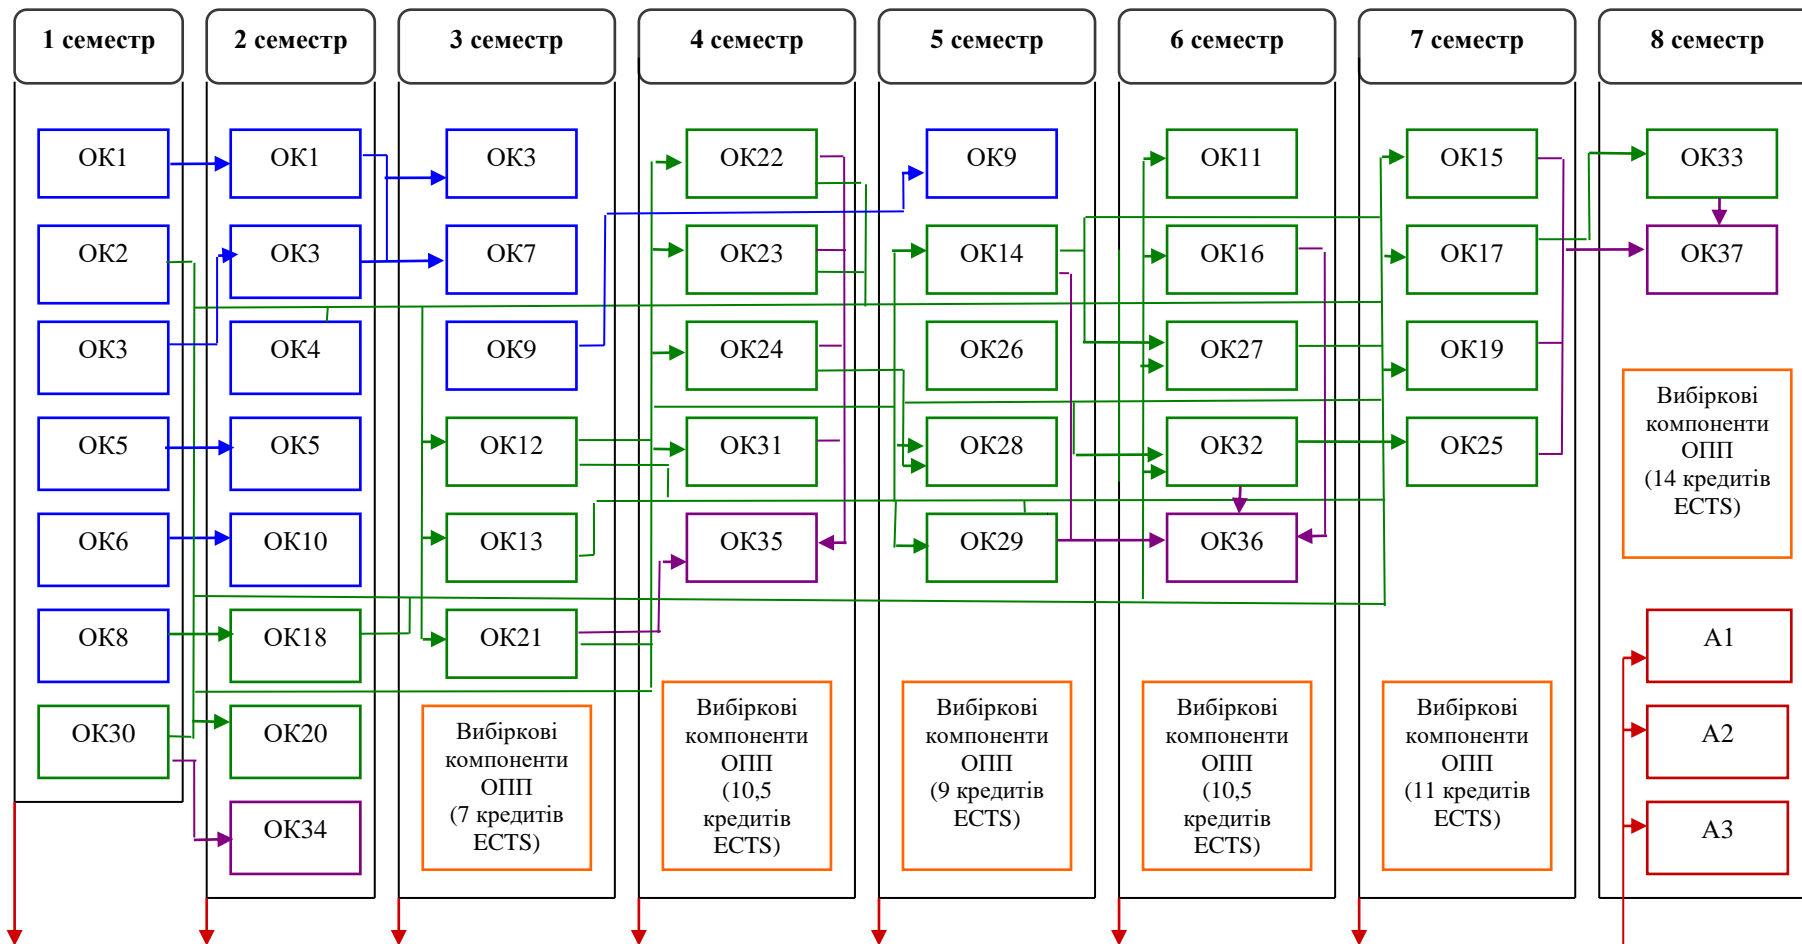 1 семестр
2 семестр
3 семестр
4 семестр
5 семестр
6 семестр
7 семестр
8 семестр
ОК1
ОК2
ОК3
ОК5
ОК6
ОК8
ОК30
ОК1
ОК3
ОК4
ОК5
ОК10
ОК18
ОК20
ОК34
ОК3
ОК7
ОК9
ОК12
ОК13
ОК21
Вибіркові
компоненти
ОПП
(7 кредитів
ECTS)
ОК22
ОК23
ОК24
ОК31
ОК35
Вибіркові
компоненти
ОПП
(10,5
кредитів
ECTS)
ОК9
ОК14
ОК26
ОК28
ОК29
Вибіркові
компоненти
ОПП
(9 кредитів
ECTS)
ОК11
ОК16
ОК27
ОК32
ОК36
Вибіркові
компоненти
ОПП
(10,5
кредитів
ECTS)
ОК15
ОК17
ОК19
ОК25
Вибіркові
компоненти
ОПП
(11 кредитів
ECTS)
ОК33
ОК37
Вибіркові
компоненти
ОПП
(14 кредитів
ECTS)
А1
А2
А3